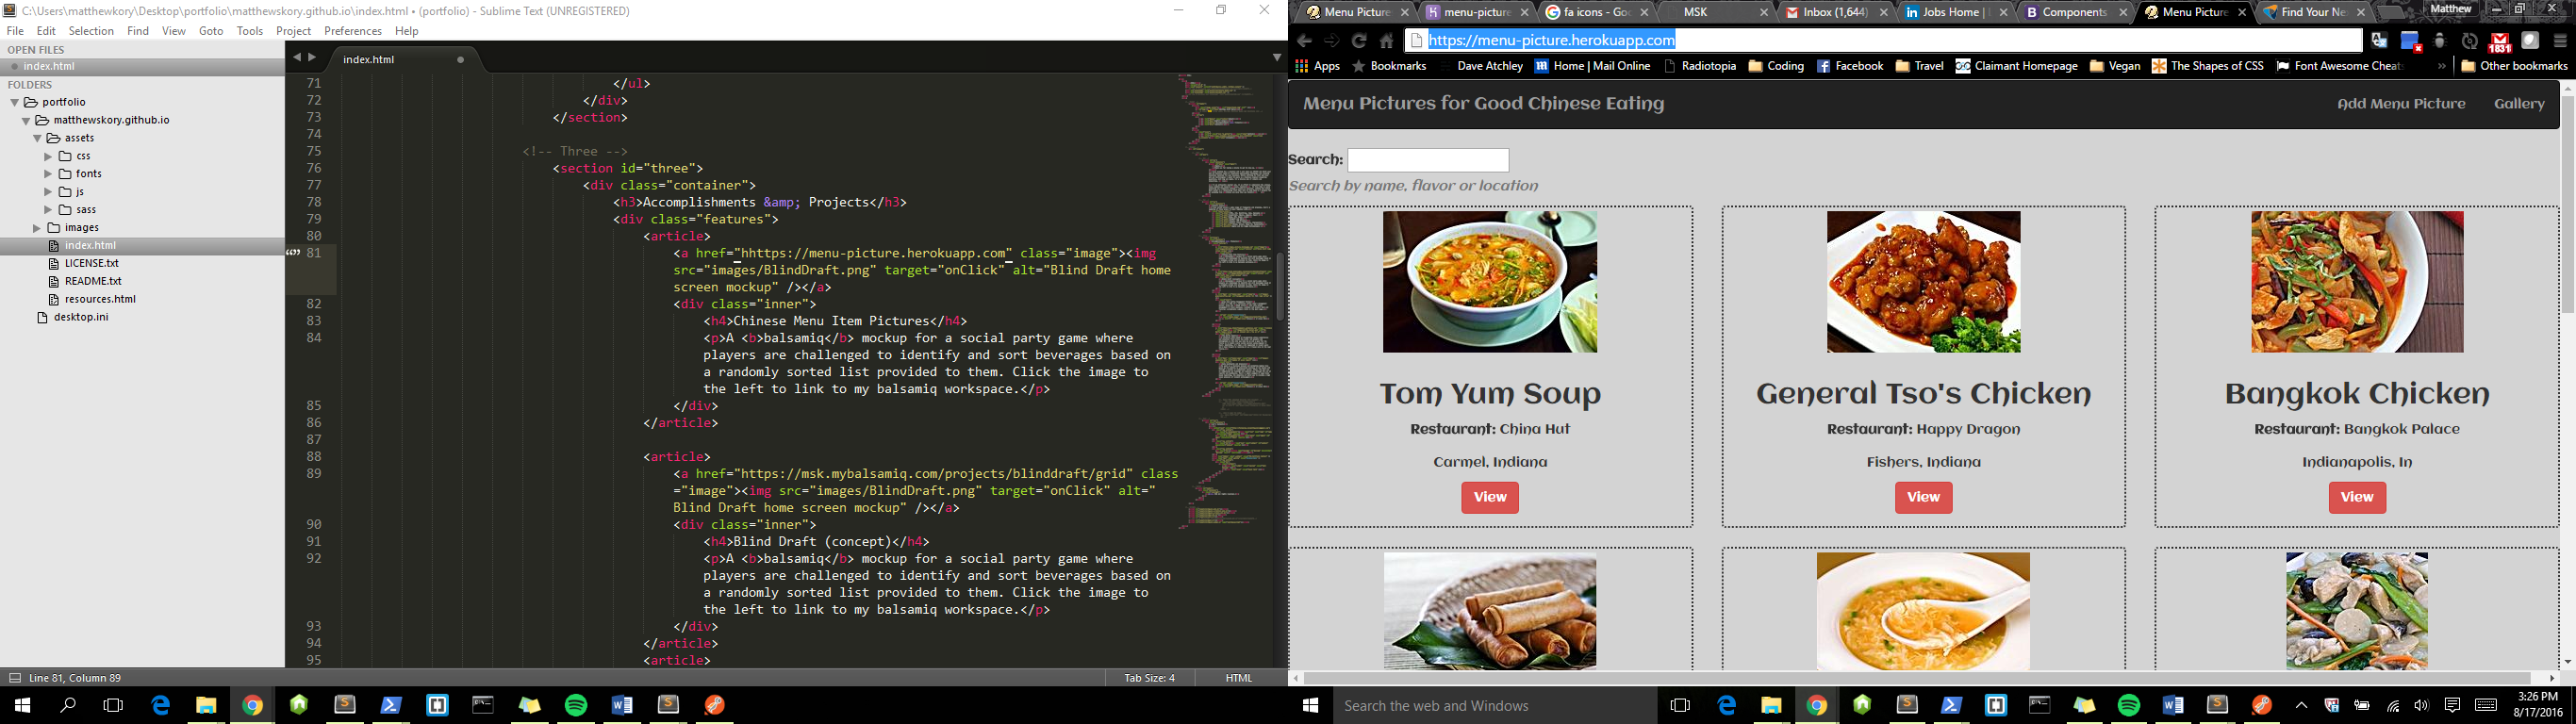 C:\Users\matthewkory\Desktop\portfolio\matthewskory.github.io\index.html • (portfolio) - Sublime Text (UNREGISTERED)
File Edit Selection Find View Goto Tools Project Preferences Help
OPEN FILES
index.html
FOLDERS
portfolio
matthewskory.github.io
assets
css
fonts
js
sass
images
index.html
LICENSE.txt
README.txt
resources.html
desktop.ini
index.html
71 </ul>
72 </div>
73 </section>
74
75 <!-- Three -->
76 <section id="three">
77 <div class="container">
78 <h3>Accomplishments &amp; Projects</h3>
79 <div class="features">
80 <article>
81 <a href="hhttps://menu-picture.herokuapp.com" class="image"><img
src="images/BlindDraft.png" target="onClick" alt="Blind Draft home
screen mockup" /></a>
82 <div class="inner">
83 <h4>Chinese Menu Item Pictures</h4>
84 <p>A <b>balsamiq</b> mockup for a social party game where
players are challenged to identify and sort beverages based on
a randomly sorted list provided to them. Click the image to
the left to link to my balsamiq workspace.</p>
85 </div>
86 </article>
87
88 <article>
89 <a href="https://msk.mybalsamiq.com/projects/blinddraft/grid" class
="image"><img src="images/BlindDraft.png" target="onClick" alt="
Blind Draft home screen mockup" /></a>
90 <div class="inner">
91 <h4>Blind Draft (concept)</h4>
92 <p>A <b>balsamiq</b> mockup for a social party game where
players are challenged to identify and sort beverages based on
a randomly sorted list provided to them. Click the image to
the left to link to my balsamiq workspace.</p>
93 </div>
94 </article>
95 <article>
Line 81, Column 89 Tab Size: 4 HTML
Menu Picture menu-picture fa icons - Goo MSK Inbox (1,644) Jobs Home | L Components Menu Picture Find Your Ne Matthew
https://menu-picture.herokuapp.com
1831
Apps Bookmarks Dave Atchley Home | Mail Online Radiotopia Coding Facebook Travel Claimant Homepage Vegan The Shapes of CSS Font Awesome Cheat » Other bookmarks
Menu Pictures for Good Chinese Eating Add Menu Picture Gallery
Search:
Search by name, flavor or location
Tom Yum Soup
Restaurant: China Hut
Carmel, Indiana
View
General Tso's Chicken
Restaurant: Happy Dragon
Fishers, Indiana
View
Bangkok Chicken
Restaurant: Bangkok Palace
Indianapolis, In
View
Search the web and Windows
3:26 PM
8/17/2016